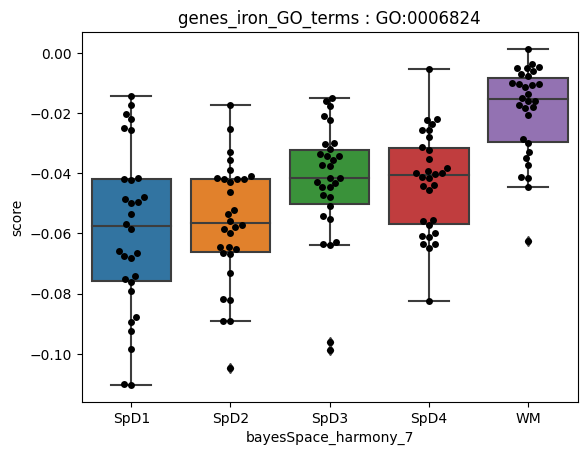 genes_iron_GO_terms : GO:0006824
0.00
−0.02
−0.04
−0.06
−0.08
−0.10
score
SpD1 SpD2 SpD3 SpD4 WM
bayesSpace_harmony_7